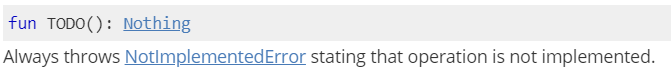 fun TODO(): Nothing
Always throws NotImplementedError stating that operation is not implemented.